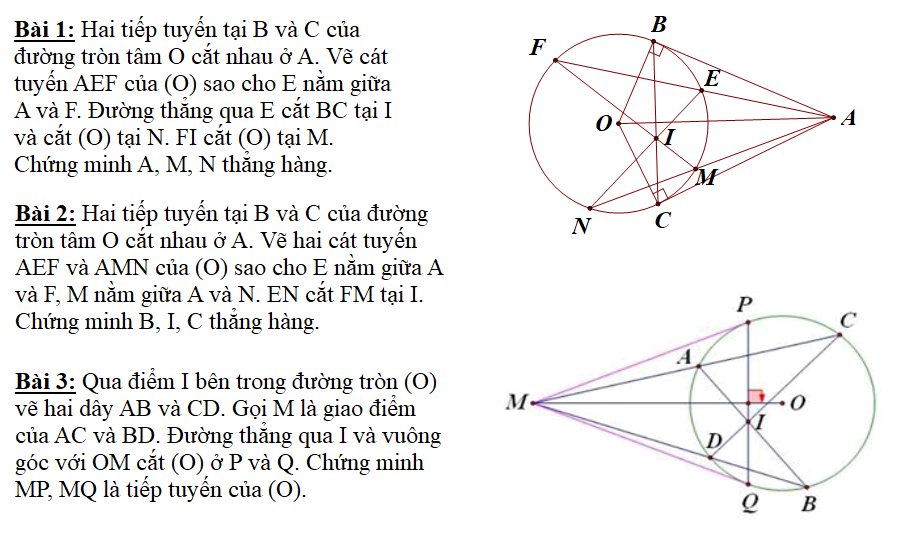 Bài 1: Hai tiếp tuyến tại B và C của
đường tròn tâm O cắt nhau ở A. Vẽ cát
tuyến AEF của (O) sao cho E nằm giữa
A và F. Đường thẳng qua E cắt BC tại I
và cắt (O) tại N. FI cắt (O) tại M.
Chứng minh A, M, N thẳng hàng.
B
F
E
O
A
I
M
N
C
Bài 2: Hai tiếp tuyến tại B và C của đường
tròn tâm O cắt nhau ở A. Vẽ hai cát tuyến
AEF và AMN của (O) sao cho E nằm giữa A
và F, M nằm giữa A và N. EN cắt FM tại I.
Chứng minh B, I, C thẳng hàng.
Bài 3: Qua điểm I bên trong đường tròn (O)
vẽ hai dây AB và CD. Gọi M là giao điểm
của AC và BD. Đường thẳng qua I và vuông
góc với OM cắt (O) ở P và Q. Chứng minh
MP, MQ là tiếp tuyến của (O).
P
C
A
M
O
I
D
Q
B